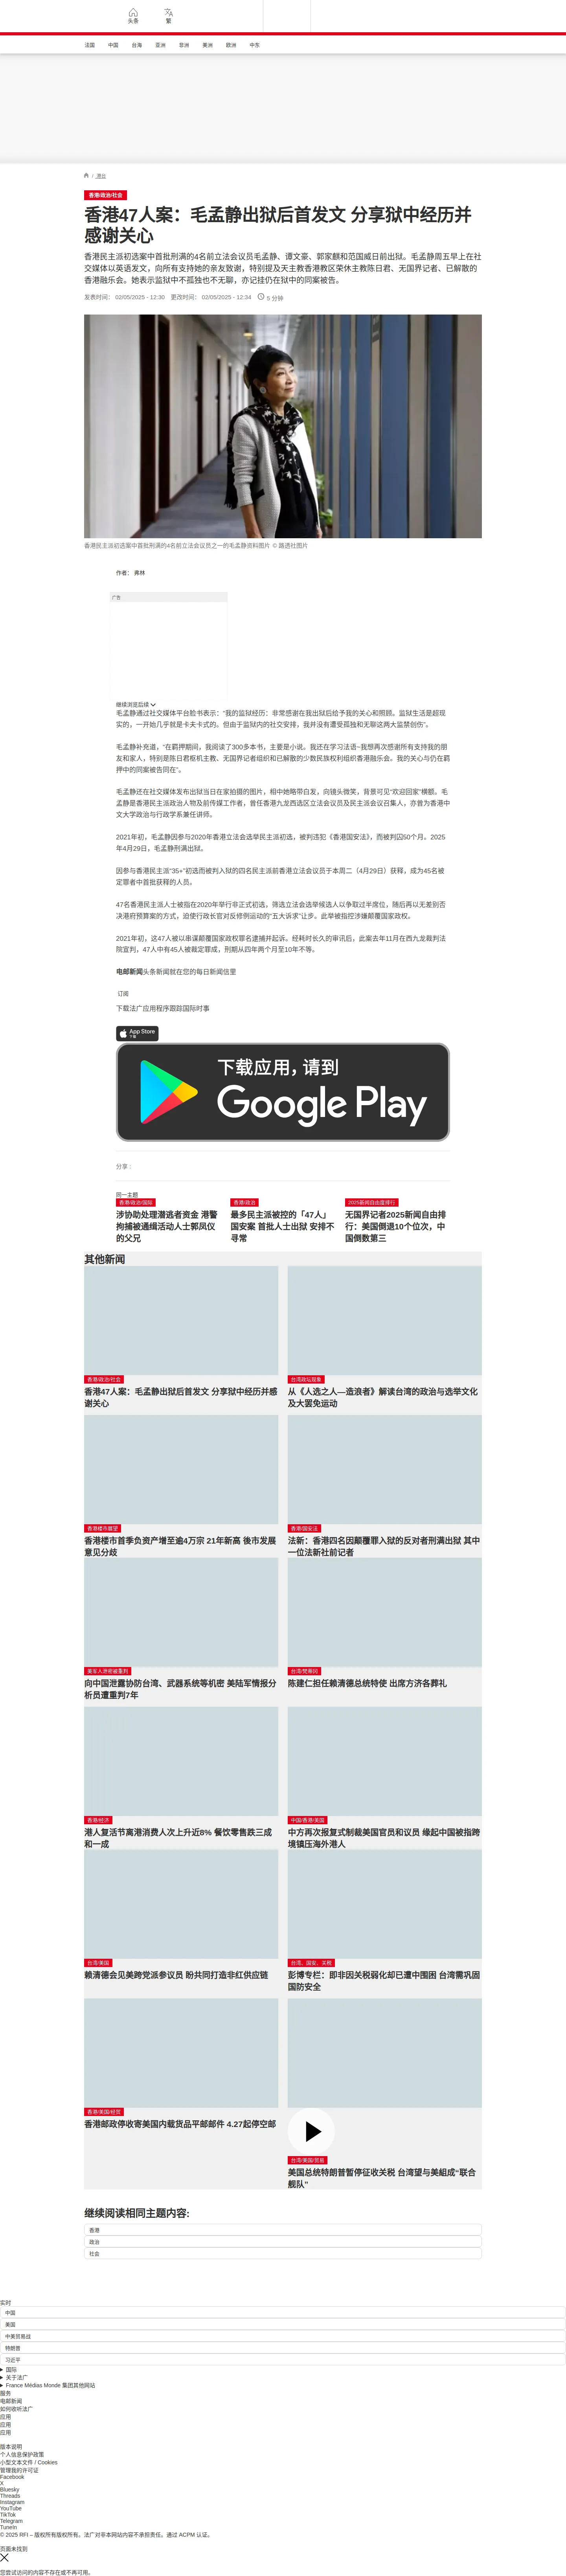 头条
繁
法国
中国
台海
亚洲
非洲
美洲
欧洲
中东
/ 港台
香港/政治/社会
香港47人案：毛孟静出狱后首发文 分享狱中经历并
感谢关心
香港民主派初选案中首批刑满的4名前立法会议员毛孟静、谭文豪、郭家麒和范国威日前出狱。毛孟静周五早上在社
交媒体以英语发文，向所有支持她的亲友致谢，特别提及天主教香港教区荣休主教陈日君、无国界记者、已解散的
香港融乐会。她表示监狱中不孤独也不无聊，亦记挂仍在狱中的同案被告。
发表时间： 02/05/2025 - 12:30 更改时间： 02/05/2025 - 12:34 5 分钟
香港民主派初选案中首批刑满的4名前立法会议员之一的毛孟静资料图片 © 路透社图片
作者： 弗林
广告
继续浏览后续
毛孟静通过社交媒体平台脸书表示：“我的监狱经历：非常感谢在我出狱后给予我的关心和照顾。监狱生活是超现
实的，一开始几乎就是卡夫卡式的。但由于监狱内的社交安排，我并没有遭受孤独和无聊这两大监禁创伤”。
毛孟静补充道，“在羁押期间，我阅读了300多本书，主要是小说。我还在学习法语~我想再次感谢所有支持我的朋
友和家人，特别是陈日君枢机主教、无国界记者组织和已解散的少数民族权利组织香港融乐会。我的关心与仍在羁
押中的同案被告同在”。
毛孟静还在社交媒体发布出狱当日在家拍摄的图片，相中她略带白发，向镜头微笑，背景可见“欢迎回家”横额。毛
孟静是香港民主派政治人物及前传媒工作者，曾任香港九龙西选区立法会议员及民主派会议召集人，亦曾为香港中
文大学政治与行政学系兼任讲师。
2021年初，毛孟静因参与2020年香港立法会选举民主派初选，被判违犯《香港国安法》，而被判囚50个月。2025
年4月29日，毛孟静刑满出狱。
因参与香港民主派“35+”初选而被判入狱的四名民主派前香港立法会议员于本周二（4月29日）获释，成为45名被
定罪者中首批获释的人员。
47名香港民主派人士被指在2020年举行非正式初选，筛选立法会选举候选人以争取过半席位，随后再以无差别否
决港府预算案的方式，迫使行政长官对反修例运动的“五大诉求”让步。此举被指控涉嫌颠覆国家政权。
2021年初，这47人被以串谋颠覆国家政权罪名逮捕并起诉。经耗时长久的审讯后，此案去年11月在西九龙裁判法
院宣判，47人中有45人被裁定罪成，刑期从四年两个月至10年不等。
电邮新闻头条新闻就在您的每日新闻信里
订阅
下载法广应用程序跟踪国际时事
App Store
下载
下载应用，请到
Google Play
分享 :
同一主题
香港/政治/国际
涉协助处理潜逃者资金 港警
拘捕被通缉活动人士郭凤仪
的父兄
香港/政治
最多民主派被控的「47人」
国安案 首批人士出狱 安排不
寻常
2025新闻自由度排行
无国界记者2025新闻自由排
行：美国倒退10个位次，中
国倒数第三
其他新闻
香港/政治/社会
香港47人案：毛孟静出狱后首发文 分享狱中经历并感
谢关心
台湾政坛现象
从《人选之人—造浪者》解读台湾的政治与选举文化
及大罢免运动
香港楼市展望
香港楼市首季负资产增至逾4万宗 21年新高 後市发展
意见分歧
香港/国安法
法新：香港四名因颠覆罪入狱的反对者刑满出狱 其中
一位法新社前记者
美军人泄密被重判
向中国泄露协防台湾、武器系统等机密 美陆军情报分
析员遭重判7年
台湾/梵蒂冈
陈建仁担任赖清德总统特使 出席方济各葬礼
香港/经济
港人复活节离港消费人次上升近8% 餐饮零售跌三成
和一成
中国/香港/美国
中方再次报复式制裁美国官员和议员 缘起中国被指跨
境镇压海外港人
台湾/美国
赖清德会见美跨党派参议员 盼共同打造非红供应链
台湾、国安、关税
彭博专栏：即非因关税弱化却已遭中围困 台湾需巩固
国防安全
香港/美国/经贸
香港邮政停收寄美国内载货品平邮邮件 4.27起停空邮
台湾/美国/贸易
美国总统特朗普暂停征收关税 台湾望与美組成“联合
舰队”
继续阅读相同主题内容:
香港
政治
社会
实时
中国
美国
中美贸易战
特朗普
习近平
国际
关于法广
France Médias Monde 集团其他网站
服务
电邮新闻
如何收听法广
应用
应用
应用
版本说明
个人信息保护政策
小型文本文件 / Cookies
管理我的许可证
Facebook
X
Bluesky
Threads
Instagram
YouTube
TikTok
Telegram
TuneIn
© 2025 RFI – 版权所有版权所有。法广对非本网站内容不承担责任。通过 ACPM 认证。
页面未找到
您尝试访问的内容不存在或不再可用。